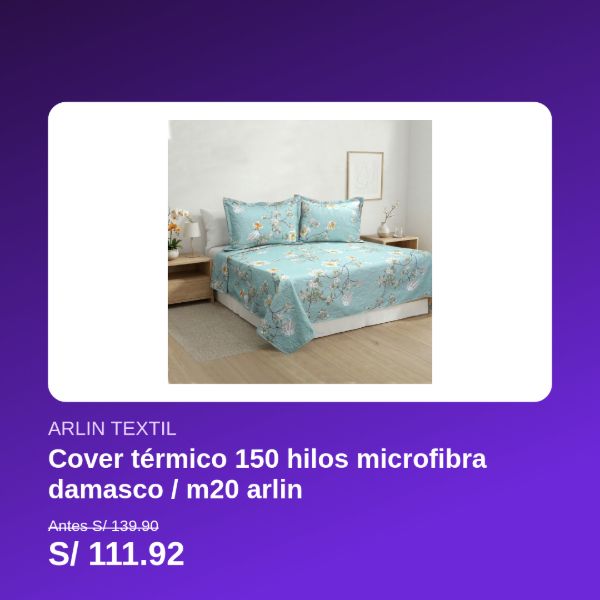 ARLIN TEXTIL
Cover térmico 150 hilos microfibra
damasco / m20 arlin
Antes S/ 139.90
S/ 111.92